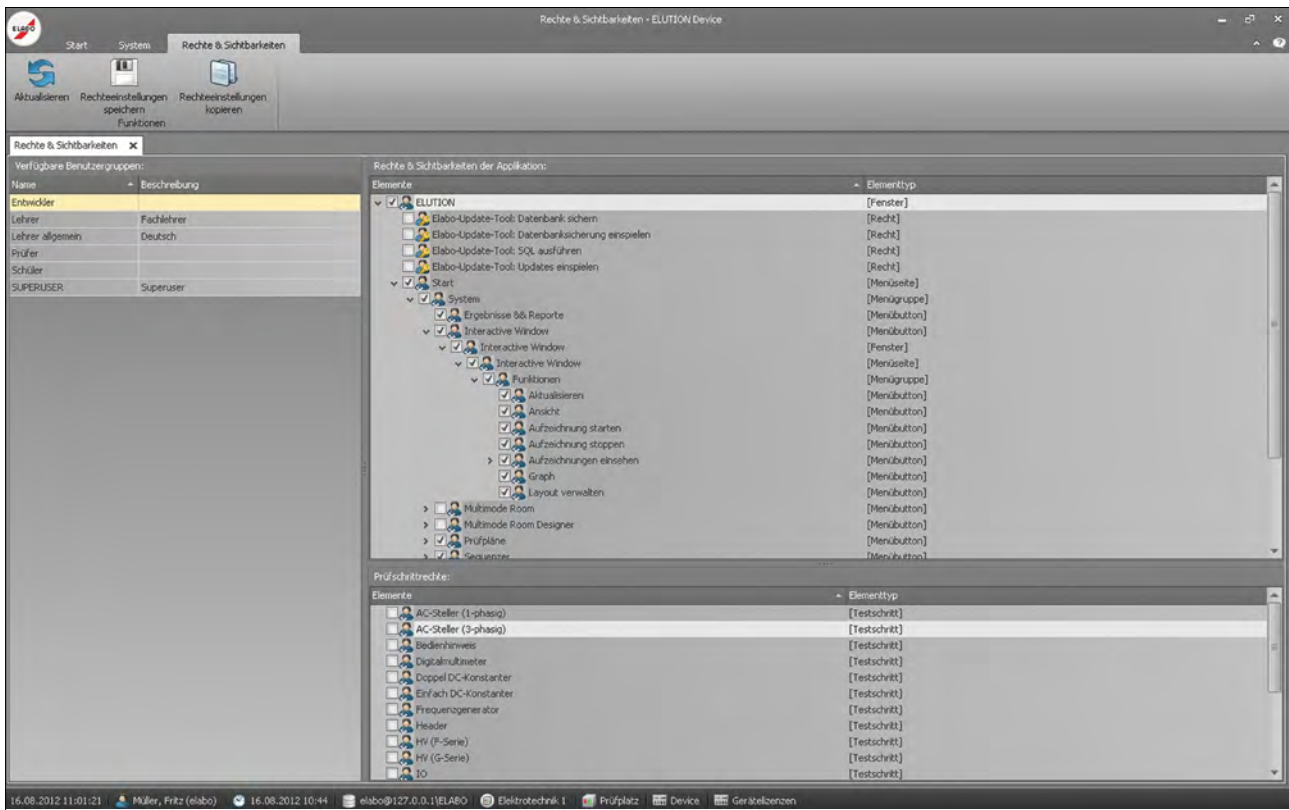 Rechte & Sichtbarkeiten - ELUTION Device
ELABO
Start System Rechte & Sichtbarkeiten
Aktualisieren Rechteeinstellungen speichern Rechteeinstellungen kopieren
Funktionen
Rechte & Sichtbarkeiten
Verfügbare Benutzergruppen:
Name Beschreibung
Entwickler
Lehrer Fachlehrer
Lehrer allgemein Deutsch
Prüfer
Schüler
SUPERUSER Superuser
Rechte & Sichtbarkeiten der Applikation:
Elemente Elementtyp
ELUTION [Fenster]
Elabo-Update-Tool: Datenbank sichern [Recht]
Elabo-Update-Tool: Datenbanksicherung einspielen [Recht]
Elabo-Update-Tool: SQL ausführen [Recht]
Elabo-Update-Tool: Updates einspielen [Recht]
Start [Menüseite]
System [Menügruppe]
Ergebnisse && Reporte [Menübutton]
Interactive Window [Menübutton]
Interactive Window [Fenster]
Interactive Window [Menüseite]
Funktionen [Menügruppe]
Aktualisieren [Menübutton]
Ansicht [Menübutton]
Aufzeichnung starten [Menübutton]
Aufzeichnung stoppen [Menübutton]
Aufzeichnungen einsehen [Menübutton]
Graph [Menübutton]
Layout verwalten [Menübutton]
Multimode Room [Menübutton]
Multimode Room Designer [Menübutton]
Prüfpläne [Menübutton]
Sequenzer [Menübutton]
Prüfschrittrechte:
Elemente Elementtyp
AC-Steller (1-phasig) [Testschritt]
AC-Steller (3-phasig) [Testschritt]
Bedienhinweis [Testschritt]
Digitalmultimeter [Testschritt]
Doppel DC-Konstanter [Testschritt]
Einfach DC-Konstanter [Testschritt]
Frequenzgenerator [Testschritt]
Header [Testschritt]
HV (F-Serie) [Testschritt]
HV (G-Serie) [Testschritt]
IO [Testschritt]
16.08.2012 11:01:21 Müller, Fritz (elabo) 16.08.2012 10:44 elabo@127.0.0.1\ELABO Elektrotechnik 1 Prüfplatz Device Gerätelizenzen